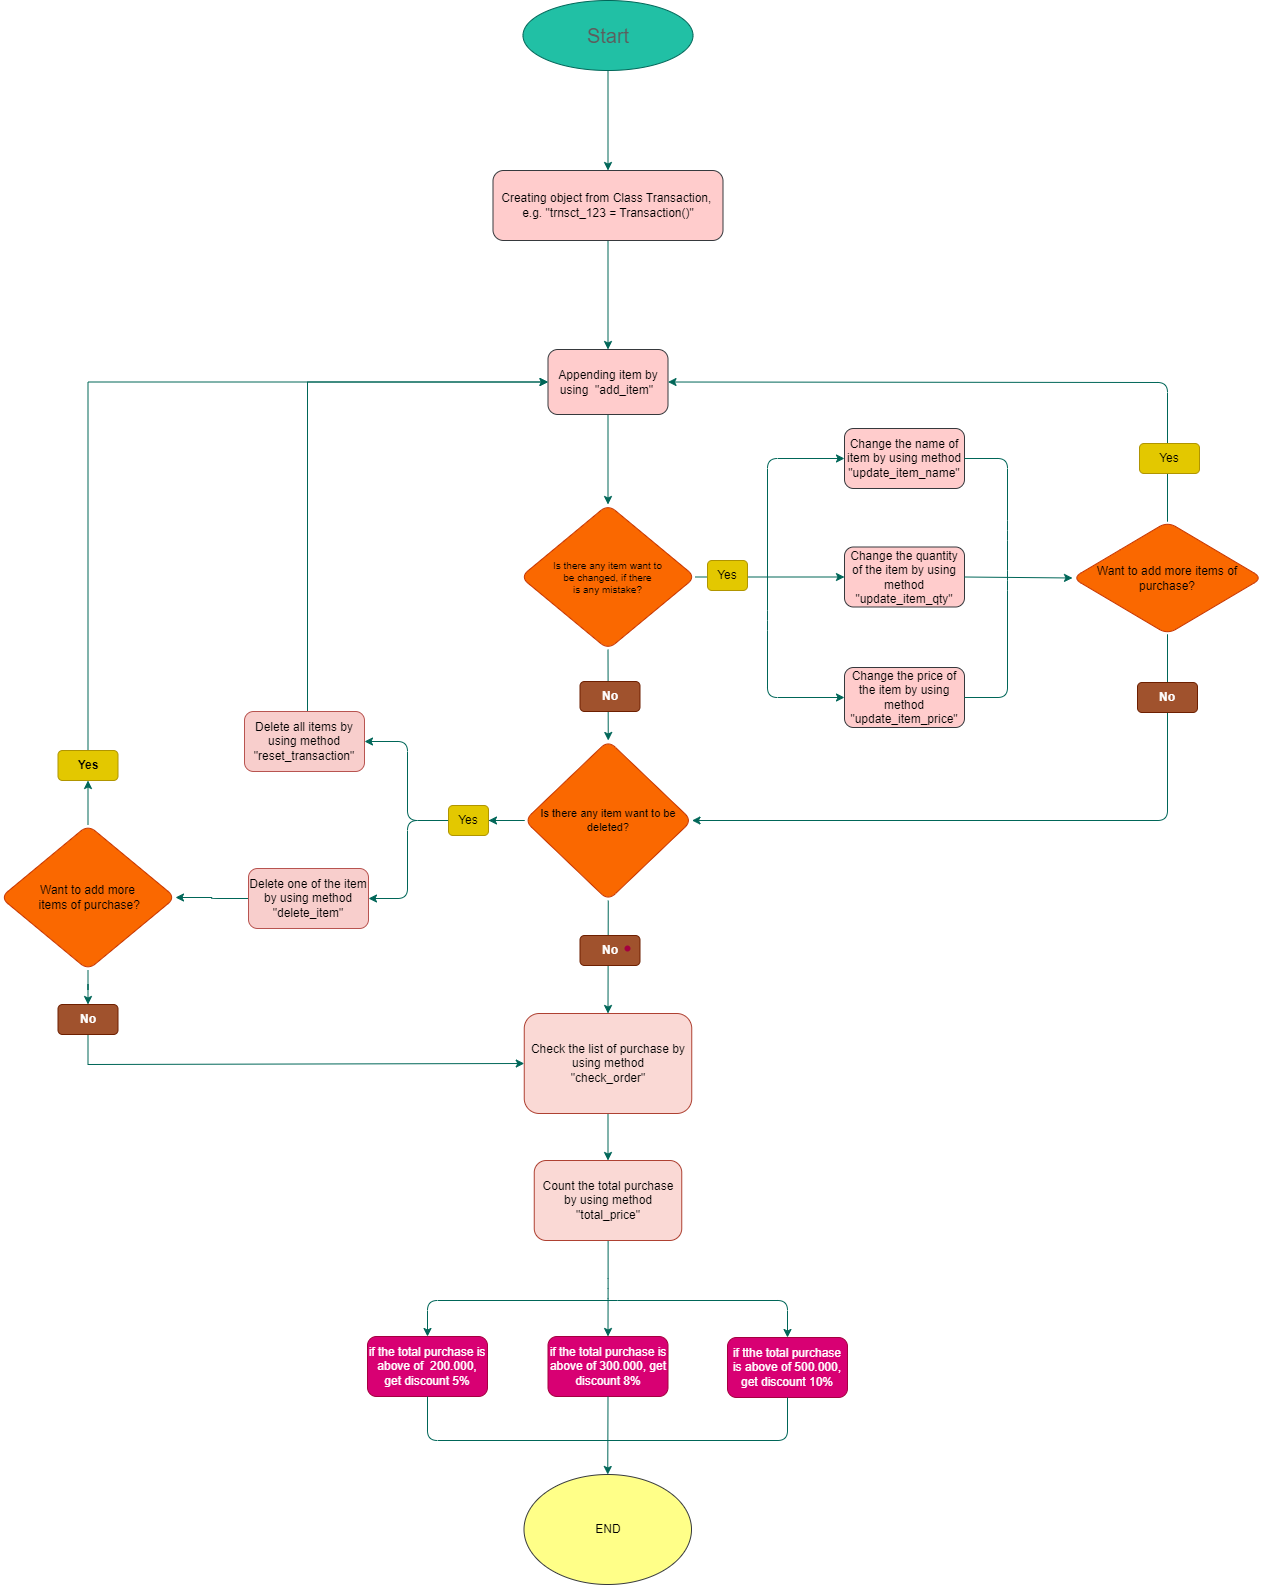 Start
Creating object from Class Transaction,
e.g. "trnsct_123 = Transaction()"
Appending item by
using "add_item"
Change the name of
item by using method
"update_item_name"
Yes
Is there any item want to
be changed, if there
is any mistake?
Yes
Change the quantity
of the item by using
method
"update_item_qty"
Want to add more items of
purchase?
No
Change the price of
the item by using
method
"update_item_price"
No
Delete all items by
using method
"reset_transaction"
Yes
Is there any item want to be
deleted?
Yes
Want to add more
items of purchase?
Delete one of the item
by using method
"delete_item"
No
No
Check the list of purchase by
using method
"check_order"
Count the total purchase
by using method
"total_price"
if the total purchase is
above of 200.000,
get discount 5%
if the total purchase is
above of 300.000, get
discount 8%
if tthe total purchase
is above of 500.000,
get discount 10%
END